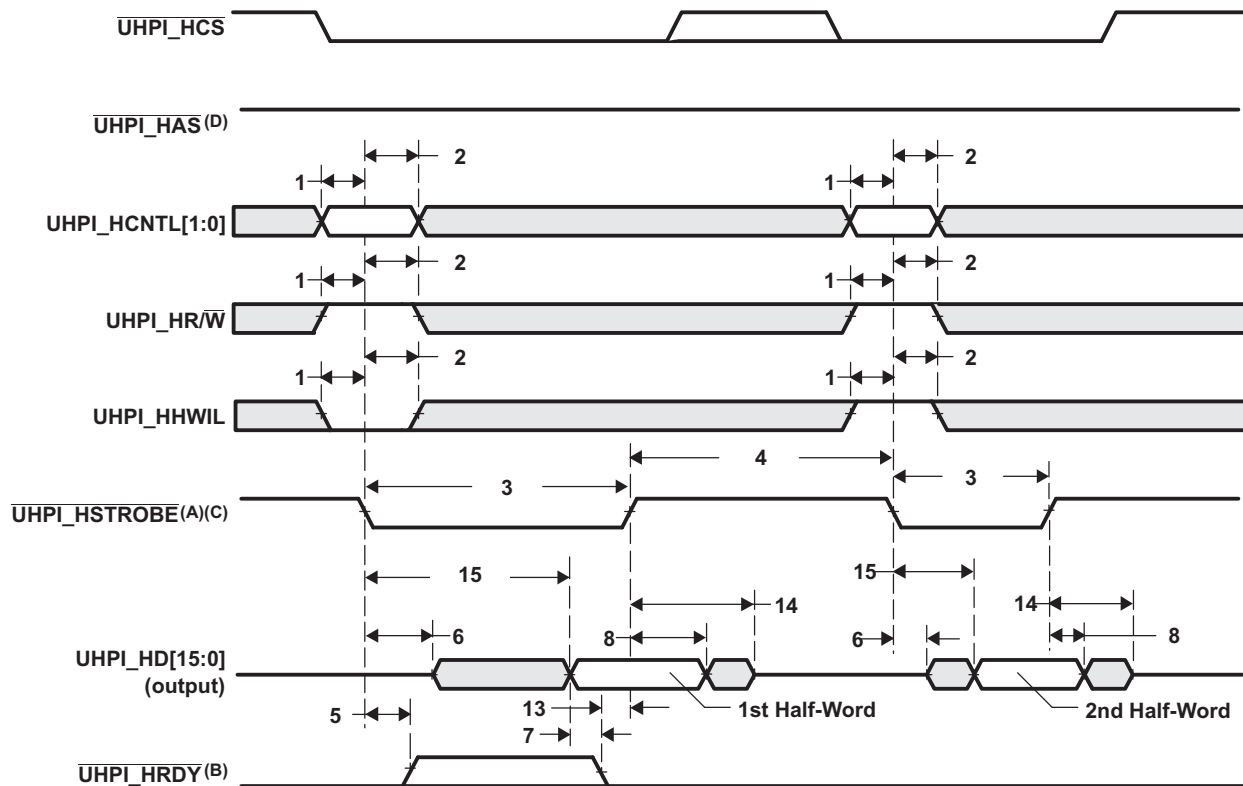 UHPI_HCS
UHPI_HAS(D)
2
2
1
1
UHPI_HCNTL[1:0]
2
2
1
1
UHPI_HR/W
2
2
1
1
UHPI_HHWIL
4
3
3
UHPI_HSTROBE(A)(C)
15
15
14
14
6
8
6
8
UHPI_HD[15:0]
(output)
5
13
1st Half-Word
2nd Half-Word
7
UHPI_HRDY(B)